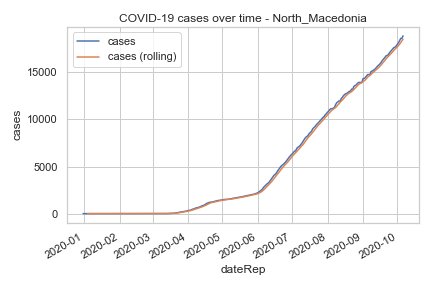 COVID-19 cases over time - North_Macedonia
cases
cases (rolling)
15000
10000
5000
0
cases
2020-01
2020-02
2020-03
2020-04
2020-05
2020-06
2020-07
2020-08
2020-09
2020-10
dateRep